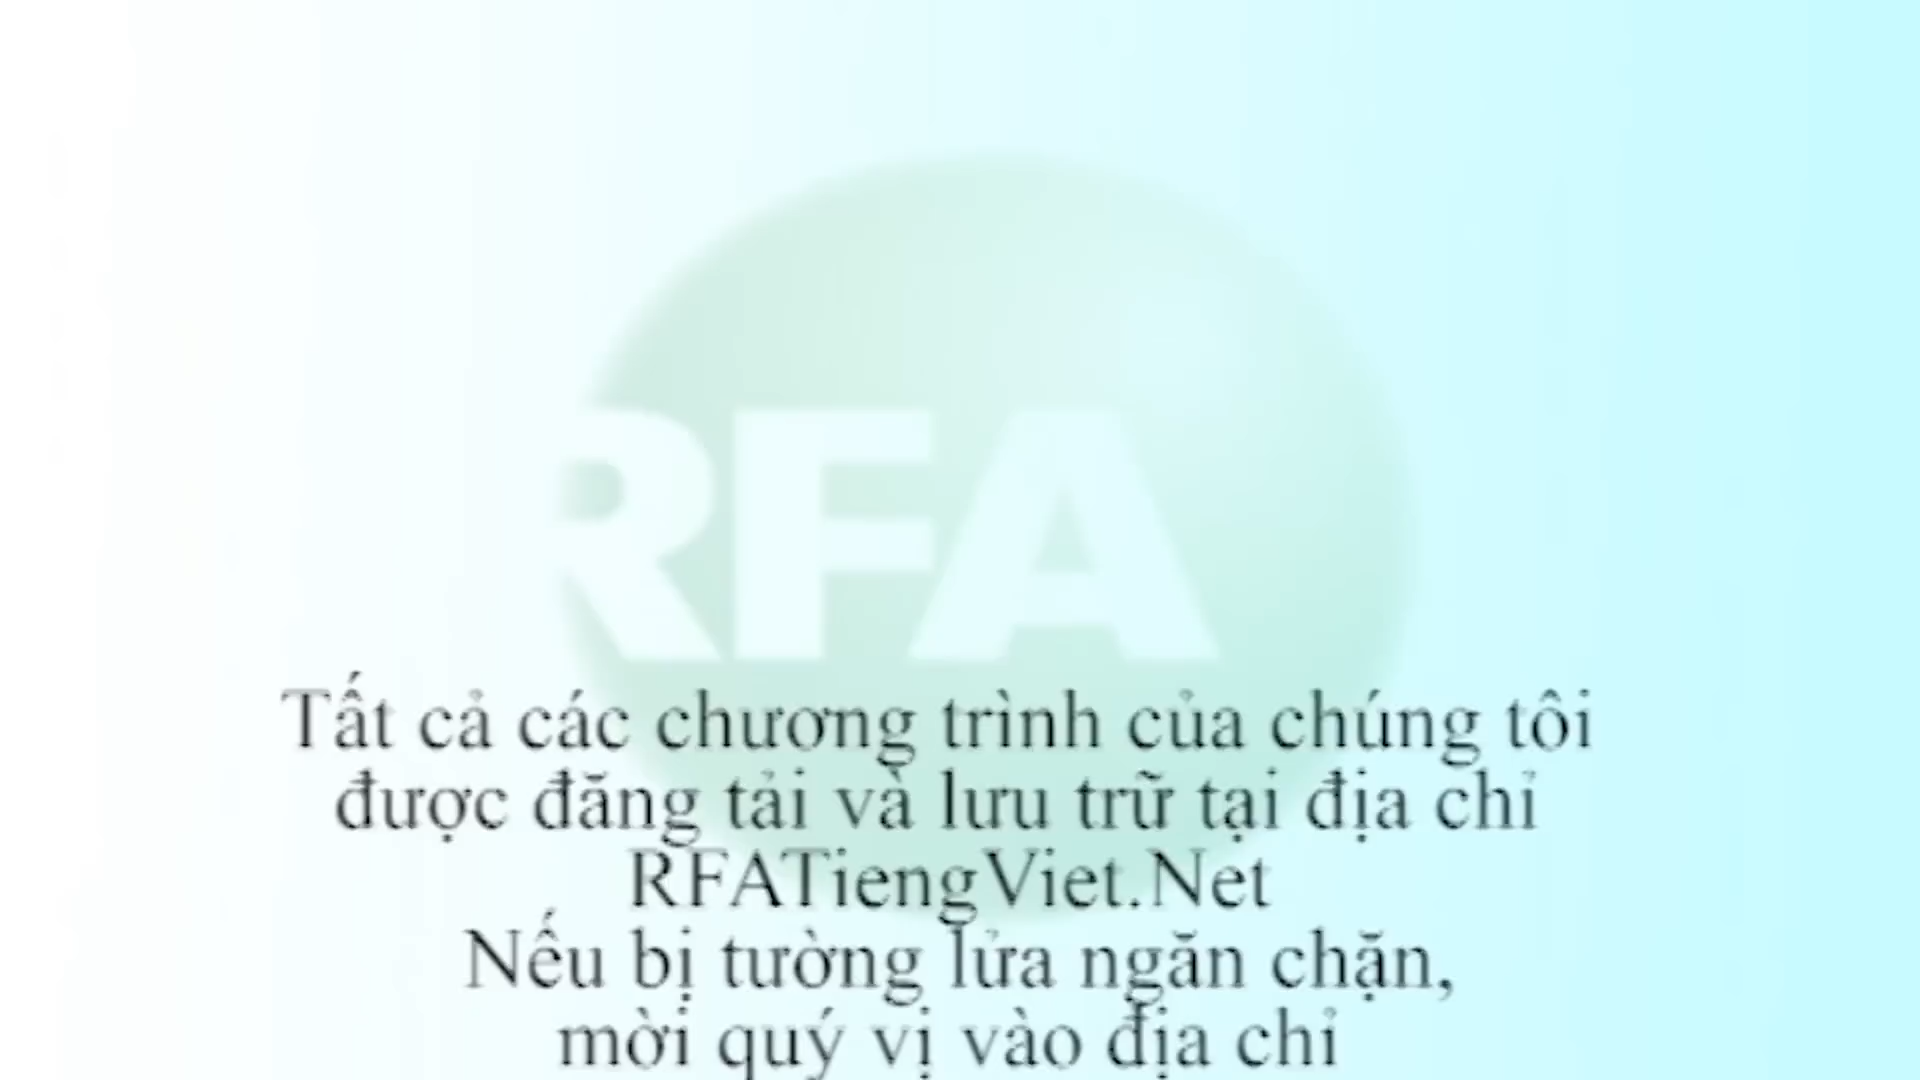 RFA
Tất cả các chương trình của chúng tôi
được đăng tải và lưu trữ tại địa chỉ
RFATiengViet.Net
Nếu bị tường lửa ngăn chặn,
mời quý vị vào địa chỉ